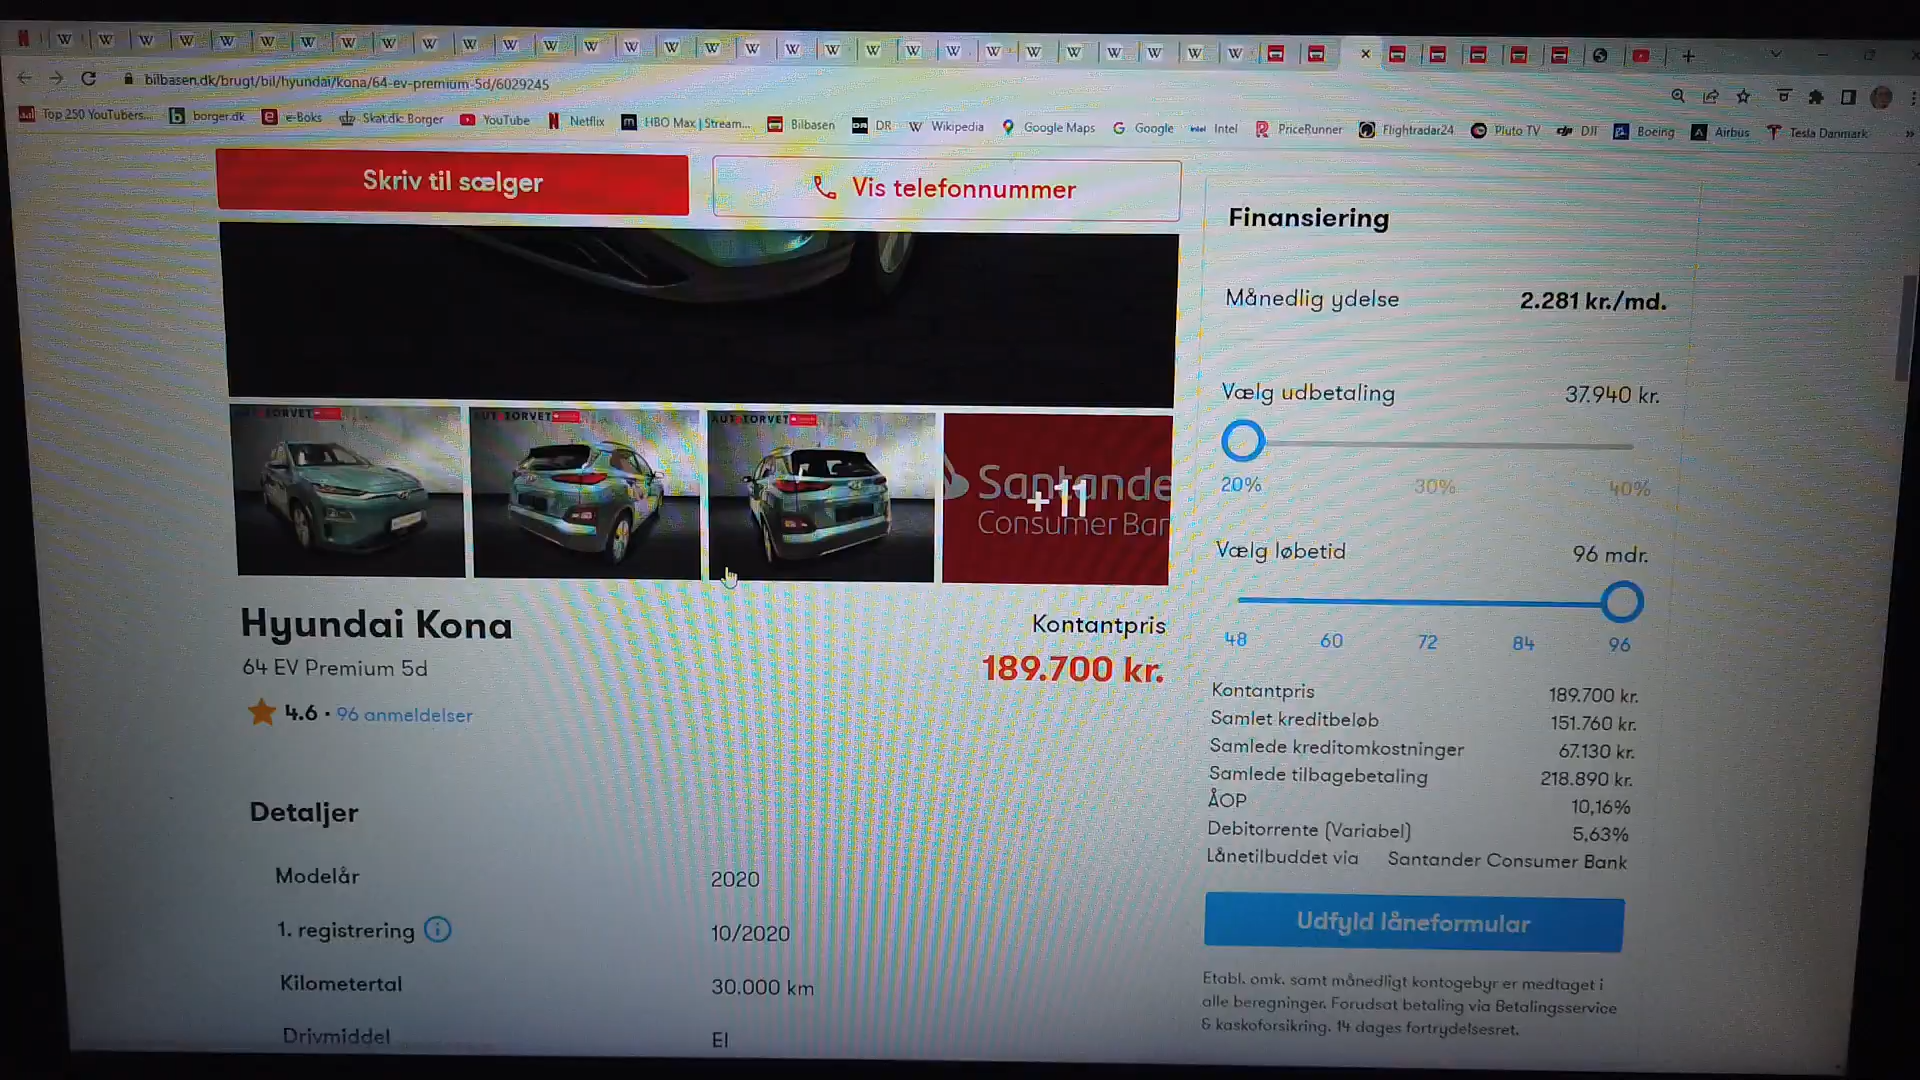 bilbasen.dk/brugt/bil/hyundai/kona/64-ev-premium-5d/6029245
Top 250 YouTubers...
borger.dk
e-Boks
Skat.dk: Borger
YouTube
Netflix
HBO Max | Stream...
Bilbasen
DR
Wikipedia
Google Maps
Google
Intel
PriceRunner
Flightradar24
Pluto TV
DJI
Boeing
Airbus
Tesla Danmark
Skriv til sælger
Vis telefonnummer
AUTOTORVET
AUTOTORVET
AUTOTORVET
Santande
Consumer Ban
+11
Hyundai Kona
64 EV Premium 5d
4.6 · 96 anmeldelser
Kontantpris
189.700 kr.
Detaljer
Modelår 2020
1. registrering 10/2020
Kilometertal 30.000 km
Drivmiddel El
Finansiering
Månedlig ydelse 2.281 kr./md.
Vælg udbetaling 37.940 kr.
20% 30% 40%
Vælg løbetid 96 mdr.
48 60 72 84 96
Kontantpris 189.700 kr.
Samlet kreditbeløb 151.760 kr.
Samlede kreditomkostninger 67.130 kr.
Samlede tilbagebetaling 218.890 kr.
ÅOP 10,16%
Debitorrente (Variabel) 5,63%
Lånetilbuddet via Santander Consumer Bank
Udfyld låneformular
Etabl. omk. samt månedligt kontogebyr er medtaget i
alle beregninger. Forudsat betaling via Betalingsservice
& kaskoforsikring. 14 dages fortrydelsesret.